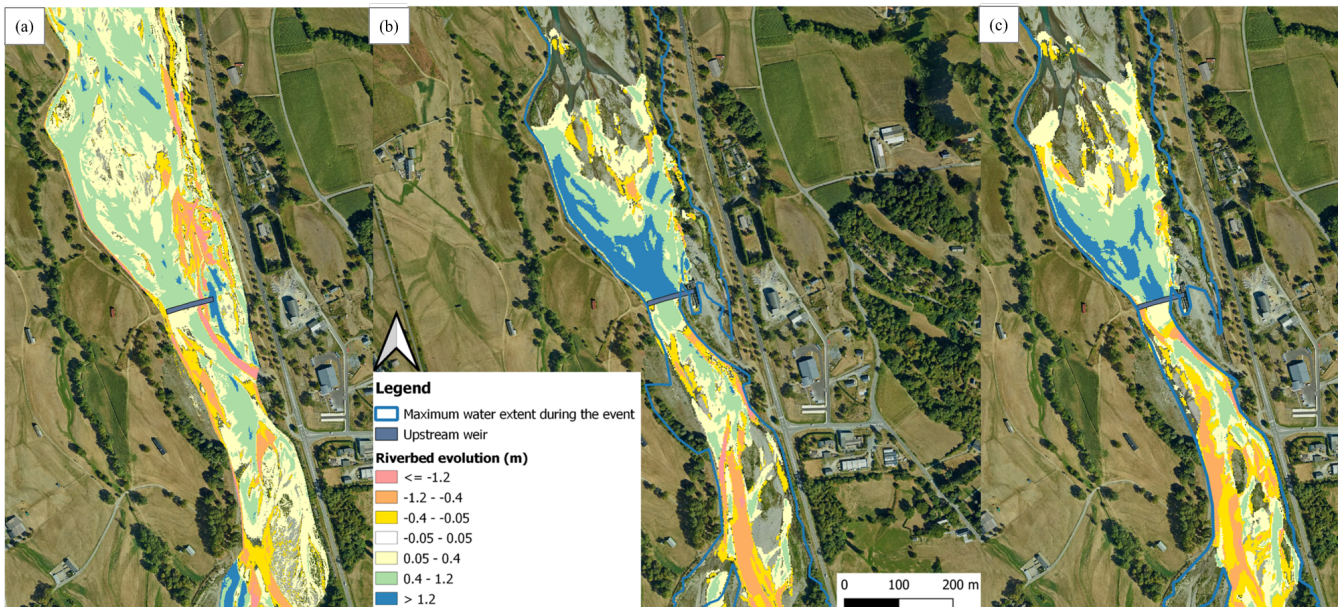 (a)
(b)
(c)
Legend
Maximum water extent during the event
Upstream weir
Riverbed evolution (m)
<= -1.2
-1.2 - -0.4
-0.4 - -0.05
-0.05 - 0.05
0.05 - 0.4
0.4 - 1.2
> 1.2
0 100 200 m